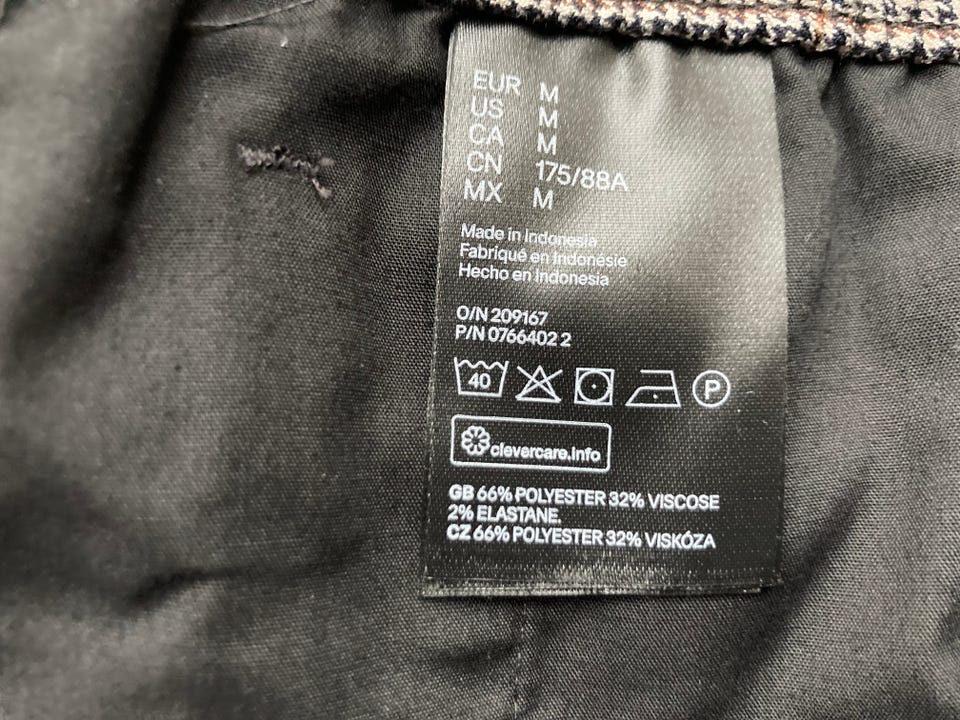 EUR M
US M
CA M
CN 175/88A
MX M
Made in Indonesia
Fabriqué en Indonésie
Hecho en Indonesia
O/N 209167
P/N 0766402 2
40 P
clevercare.info
GB 66% POLYESTER 32% VISCOSE
2% ELASTANE.
CZ 66% POLYESTER 32% VISKÓZA